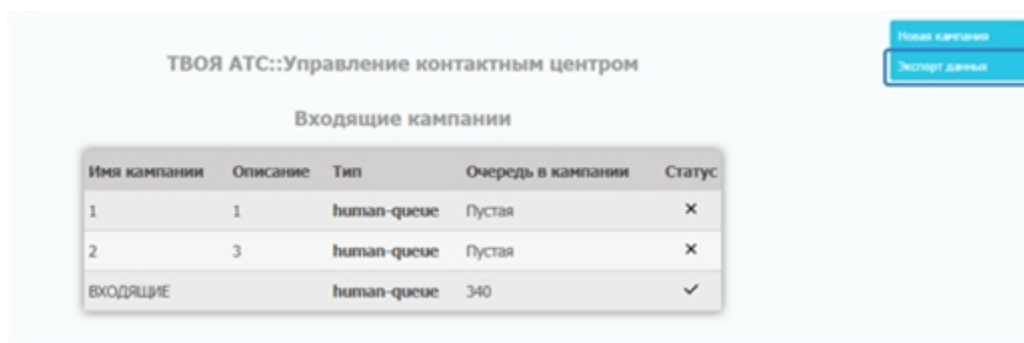 Новая кампания
Экспорт данных
ТВОЯ АТС::Управление контактным центром
Входящие кампании
Имя кампании Описание Тип Очередь в кампании Статус
1 1 human-queue Пустая ✕
2 3 human-queue Пустая ✕
ВХОДЯЩИЕ human-queue 340 ✓